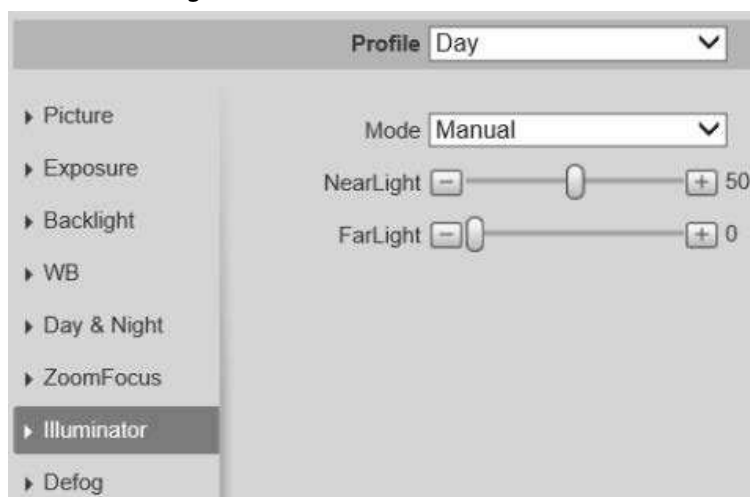 Profile Day
Picture
Mode Manual
Exposure
NearLight 50
Backlight
FarLight 0
WB
Day & Night
ZoomFocus
Illuminator
Defog